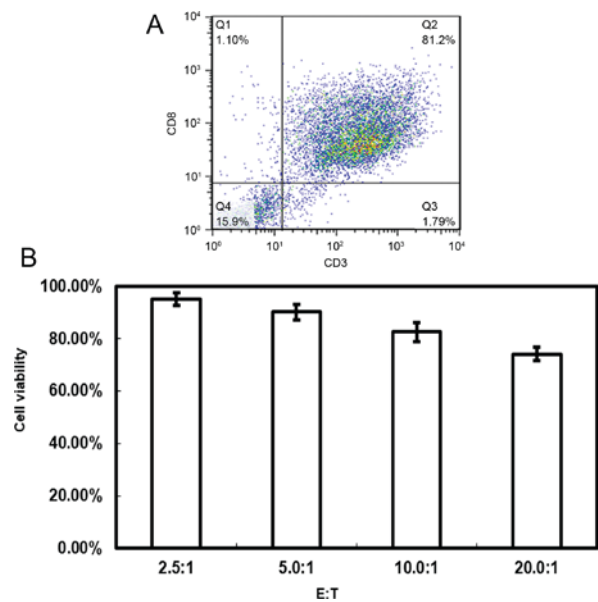 A
Q1
1.10%
Q2
81.2%
Q4
15.9%
Q3
1.79%
10⁴
10³
10²
10¹
10⁰
CD8
10⁰ 10¹ 10² 10³ 10⁴
CD3
B
100.00%
80.00%
60.00%
40.00%
20.00%
0.00%
Cell viability
2.5:1 5.0:1 10.0:1 20.0:1
E:T